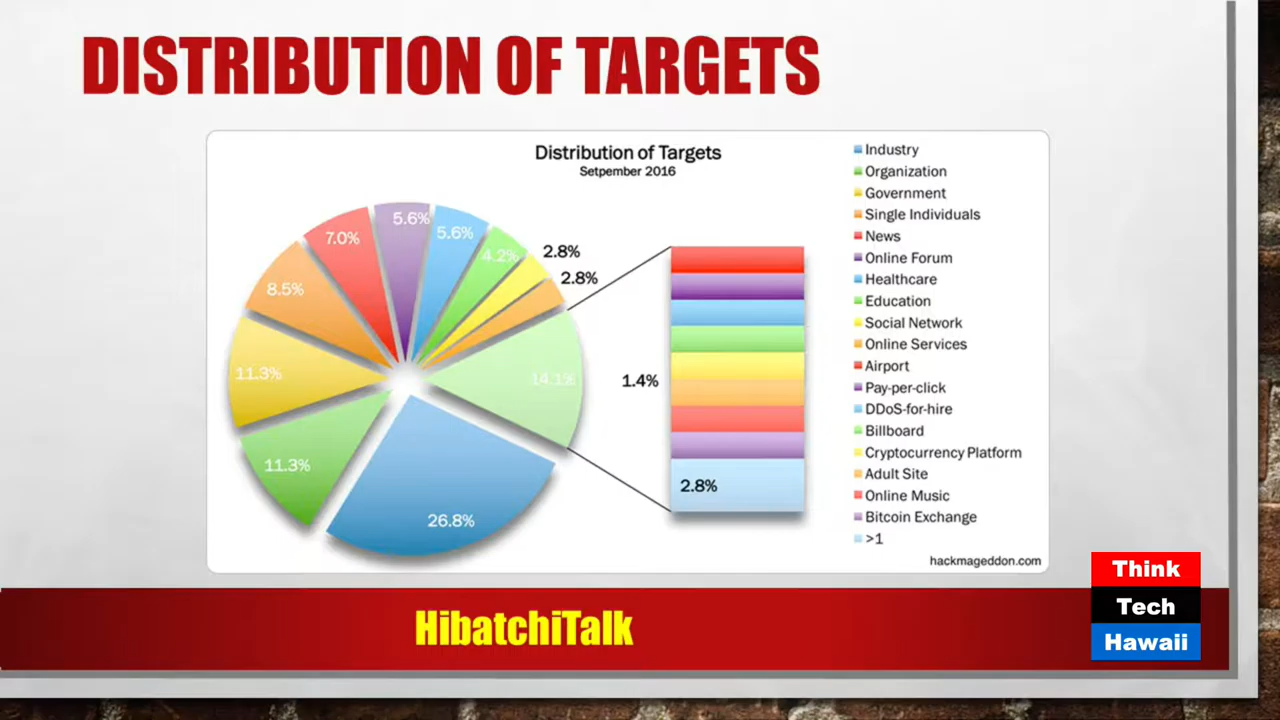 DISTRIBUTION OF TARGETS
Distribution of Targets
Setpember 2016
5.6%
5.6%
7.0%
4.2%
2.8%
2.8%
8.5%
11.3%
14.1%
11.3%
26.8%
1.4%
2.8%
Industry
Organization
Government
Single Individuals
News
Online Forum
Healthcare
Education
Social Network
Online Services
Airport
Pay-per-click
DDoS-for-hire
Billboard
Cryptocurrency Platform
Adult Site
Online Music
Bitcoin Exchange
>1
hackmageddon.com
HibatchiTalk
Think
Tech
Hawaii